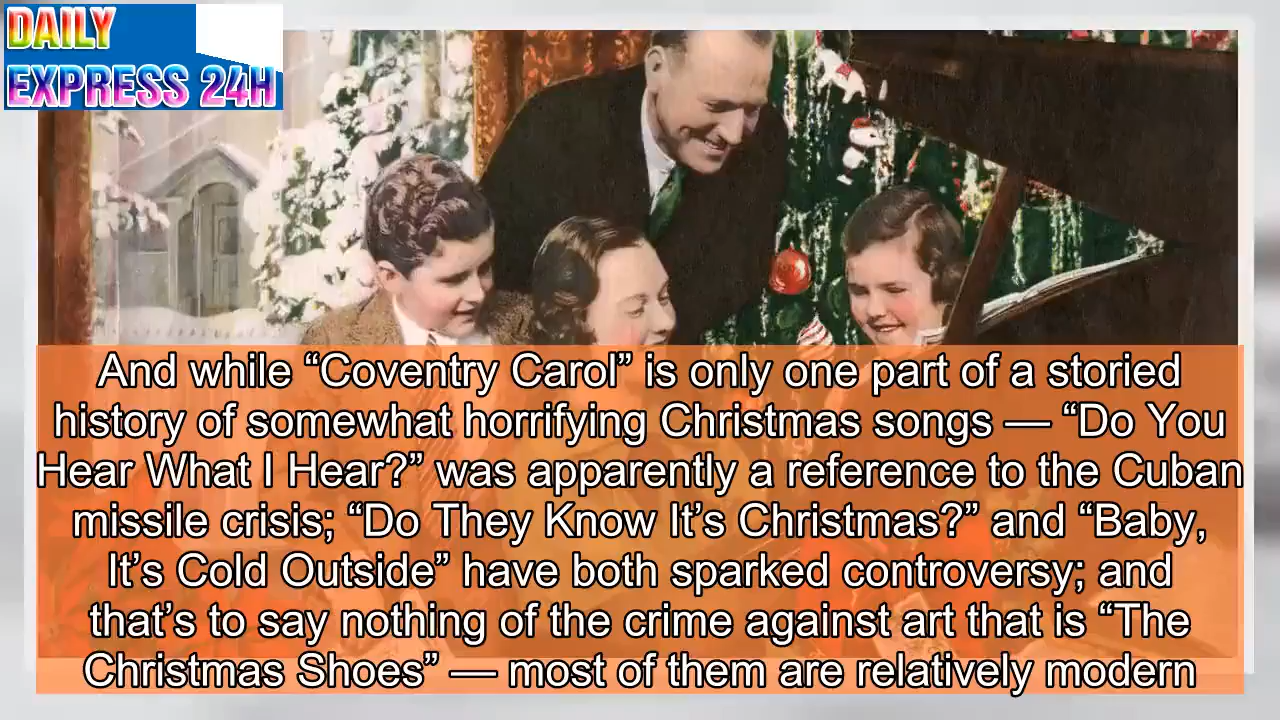 DAILY
EXPRESS 24H
And while “Coventry Carol” is only one part of a storied
history of somewhat horrifying Christmas songs — “Do You
Hear What I Hear?” was apparently a reference to the Cuban
missile crisis; “Do They Know It’s Christmas?” and “Baby,
It’s Cold Outside” have both sparked controversy; and
that’s to say nothing of the crime against art that is “The
Christmas Shoes” — most of them are relatively modern